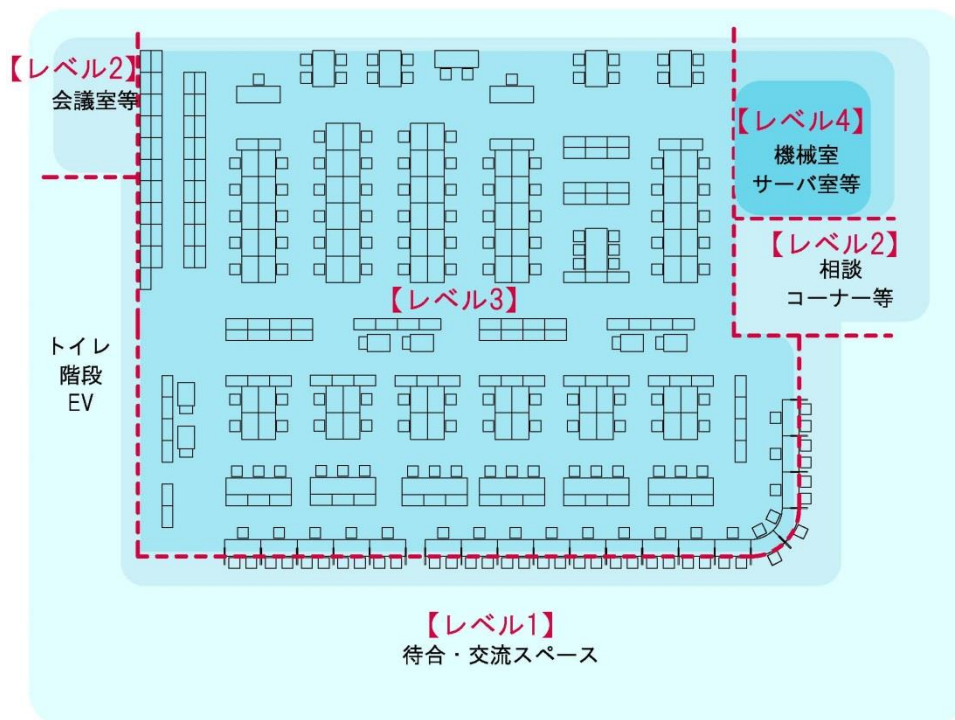 【レベル2】
会議室等
【レベル4】
機械室
サーバ室等
【レベル2】
相談
コーナー等
【レベル3】
トイレ
階段
EV
【レベル1】
待合・交流スペース